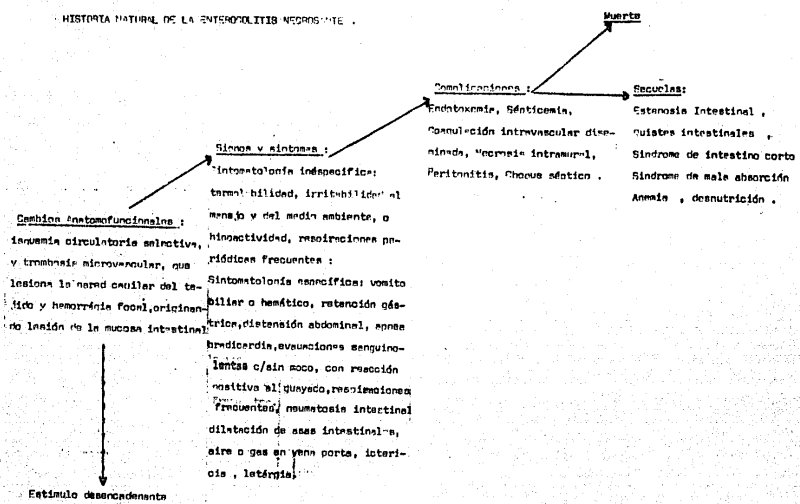 HISTORIA NATURAL DE LA ENTEROCOLITIS NECROSANTE .
Muerte
Complicaciones :
Endotoxemia, Sépticemia,
Coagulación intravascular dise-
minada, Necrosis intramural,
Peritonitis, Choque séptico .
Secuelas:
Estenosis Intestinal ,
quistes intestinales ,
Síndrome de intestino corto
Síndrome de mala absorción
Anemia , desnutrición .
Signos y síntomas :
Sintomatología inéspecífica:
termolabilidad, irritabilidad al
manejo y del medio ambiente, o
hipoactividad, respiraciones pe-
riódicas frecuentes :
Sintomatología específica: vomito
biliar o hemático, retención gás-
trica,distensión abdominal, apnea
bradicardia,evauaciones sanguino-
lentas c/sin moco, con reacción
positiva al guayaco,respiraciones
frecuentes, neumatosis intestinal
dilatación de asas intestinales,
aire o gas en vena porta, icteri-
cia , letárgia.
Cambios Anatomofuncionales :
isquemia circulatoria selectiva,
y trombosis microvascular, que
lesiona la pared capilar del te-
jido y hemorrágia focal,originan-
do lesión de la mucosa intestinal
Estímulo desencadenante